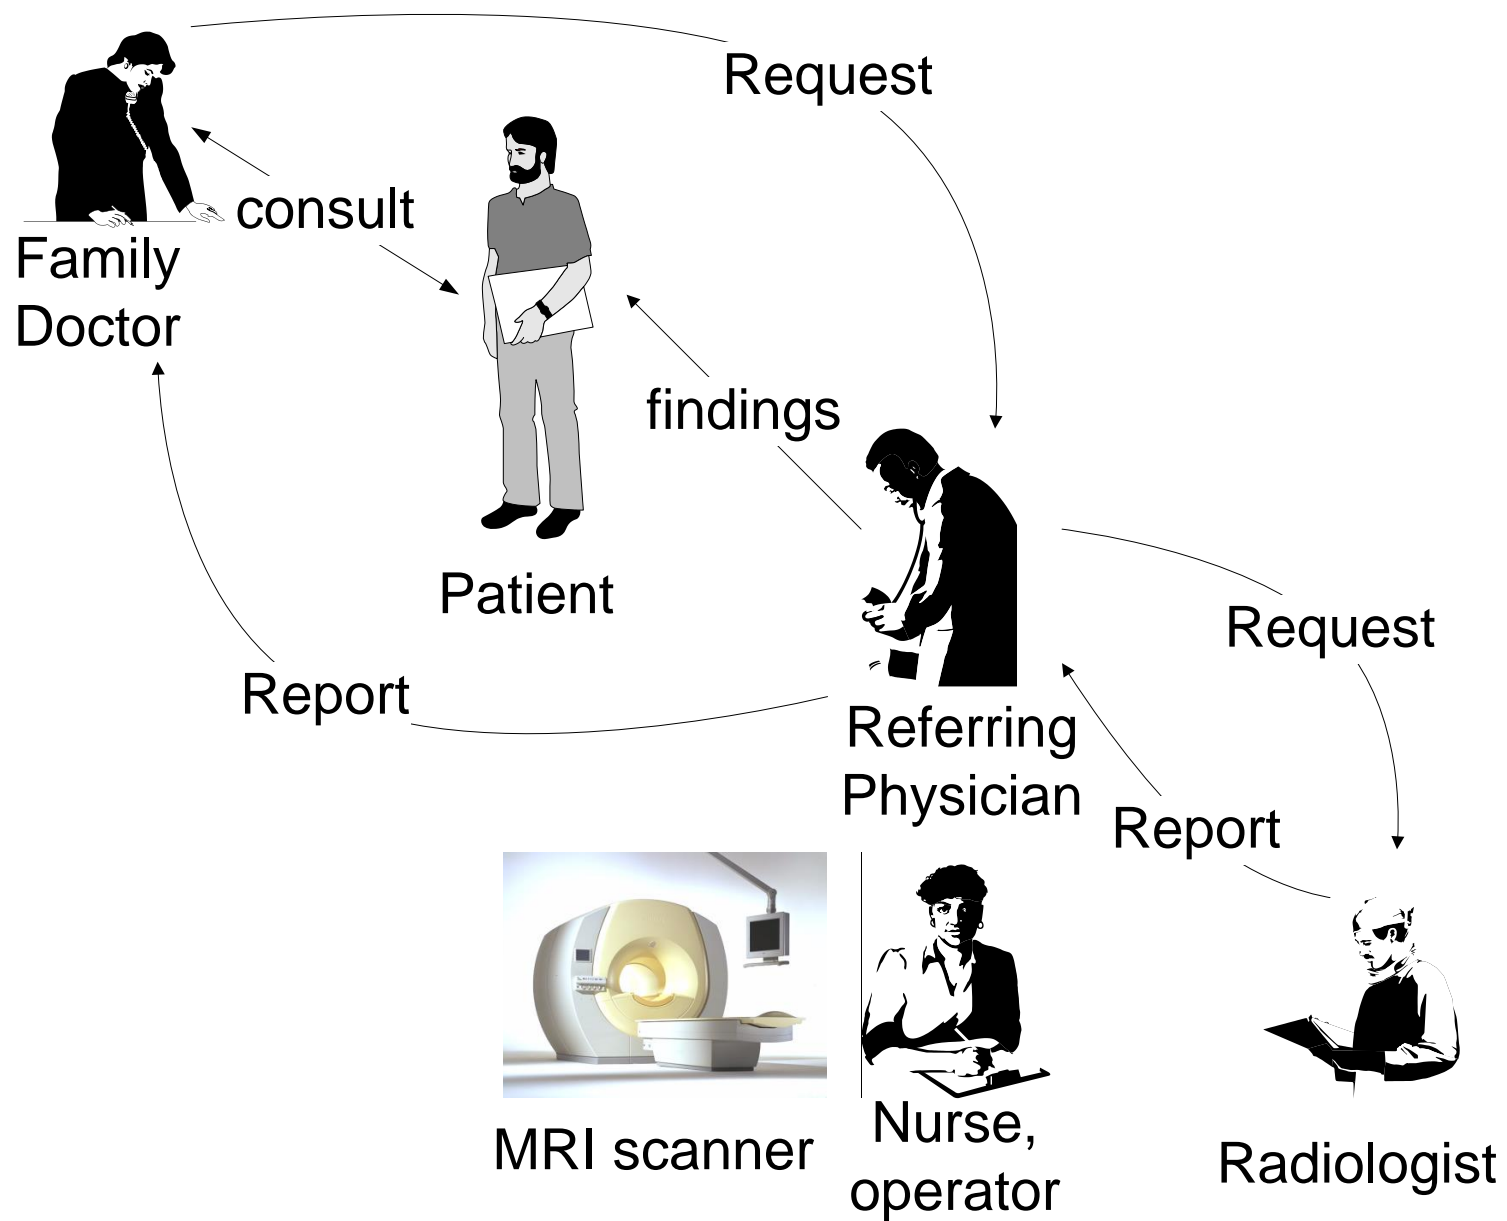 Request
consult
Family
Doctor
findings
Patient
Request
Report
Referring
Physician
Report
MRI scanner
Nurse,
operator
Radiologist